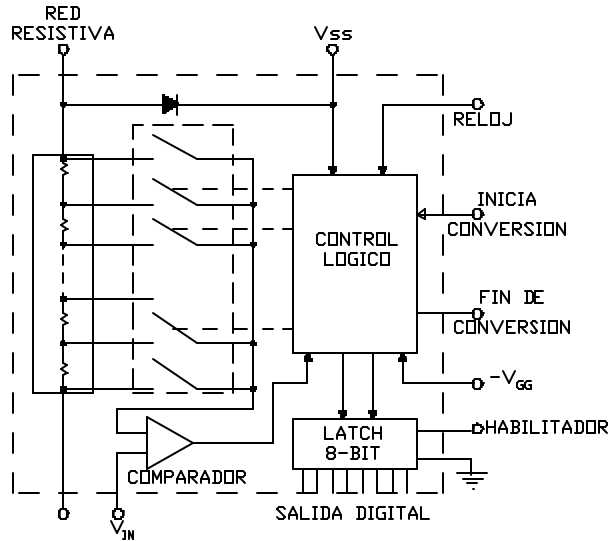 RED
RESISTIVA
Vss
RELOJ
INICIA
CONVERSION
CONTROL
LOGICO
FIN DE
CONVERSION
-VGG
HABILITADOR
LATCH
8-BIT
COMPARADOR
SALIDA DIGITAL
VIN